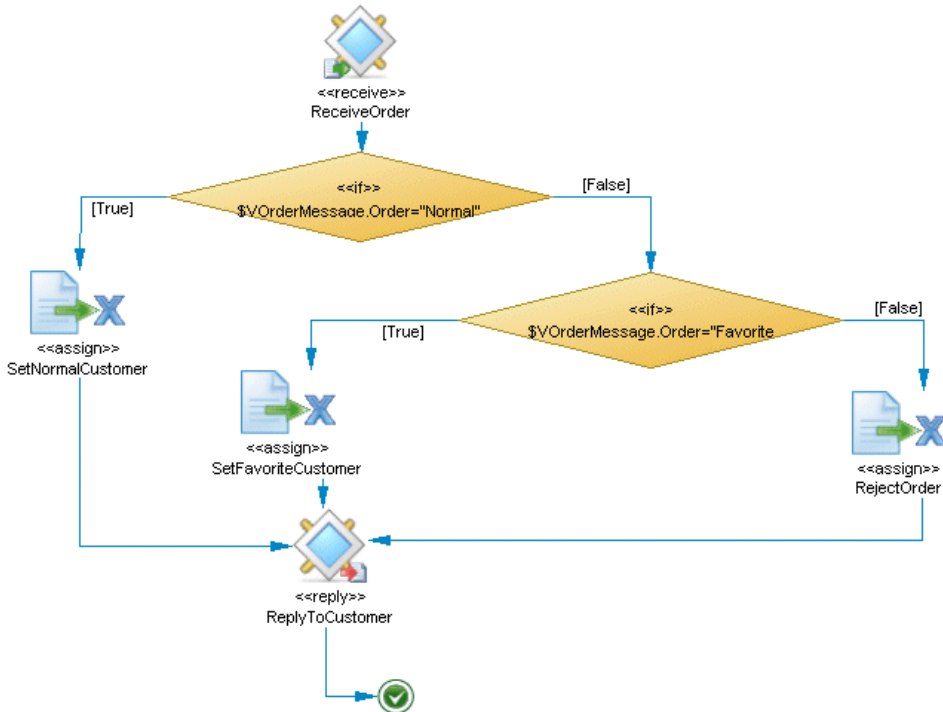 <<receive>>
ReceiveOrder
<<if>>
$VOrderMessage.Order="Normal"
[True]
[False]
<<assign>>
SetNormalCustomer
<<if>>
$VOrderMessage.Order="Favorite
[True]
[False]
<<assign>>
SetFavoriteCustomer
<<assign>>
RejectOrder
<<reply>>
ReplyToCustomer